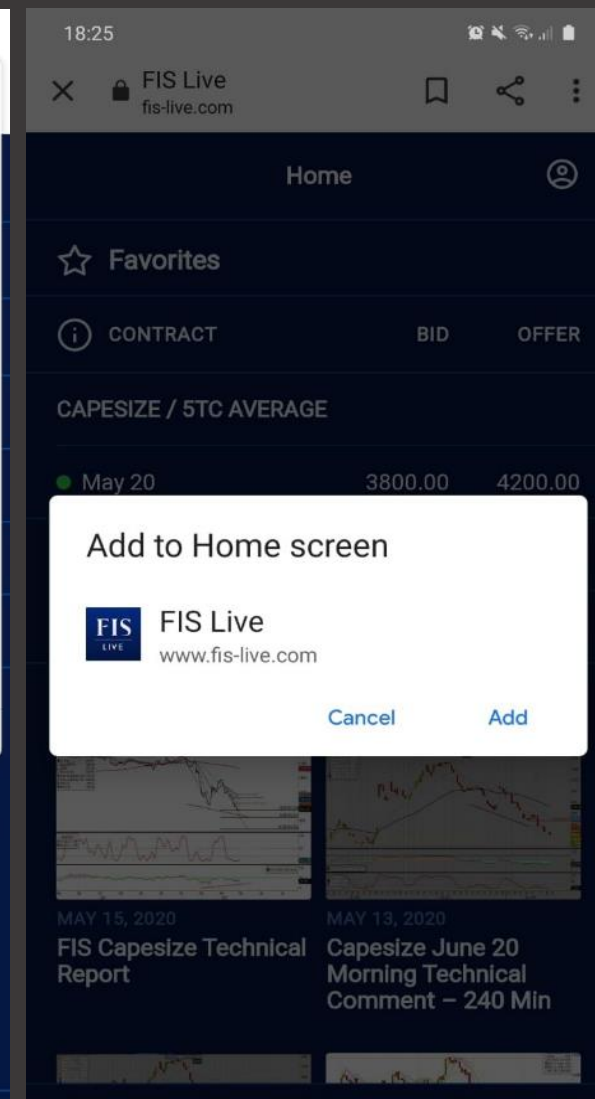 18:25
FIS Live
fis-live.com
Home
Favorites
CONTRACT BID OFFER
CAPESIZE / 5TC AVERAGE
May 20 3800.00 4200.00
Add to Home screen
FIS
LIVE
FIS Live
www.fis-live.com
Cancel Add
MAY 15, 2020
FIS Capesize Technical
Report
MAY 13, 2020
Capesize June 20
Morning Technical
Comment – 240 Min